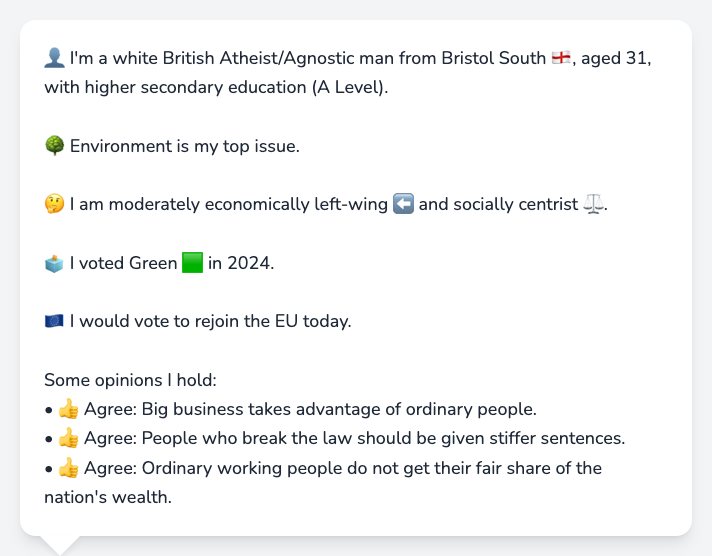 👤 I'm a white British Atheist/Agnostic man from Bristol South 🏴󠁧󠁢󠁥󠁮󠁧󠁿, aged 31,
with higher secondary education (A Level).
🌳 Environment is my top issue.
🤔 I am moderately economically left-wing ⬅️ and socially centrist ⚖️.
🗳️ I voted Green 🟩 in 2024.
🇪🇺 I would vote to rejoin the EU today.
Some opinions I hold:
• 👍 Agree: Big business takes advantage of ordinary people.
• 👍 Agree: People who break the law should be given stiffer sentences.
• 👍 Agree: Ordinary working people do not get their fair share of the
nation's wealth.